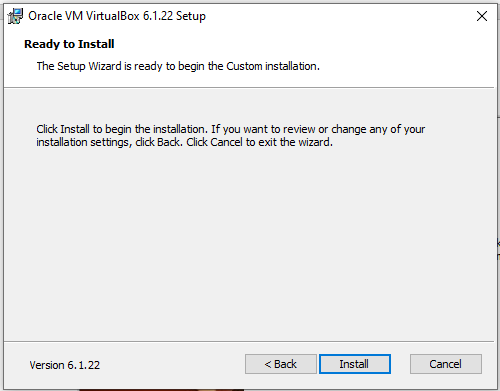 Oracle VM VirtualBox 6.1.22 Setup
Ready to Install
The Setup Wizard is ready to begin the Custom installation.
Click Install to begin the installation. If you want to review or change any of your
installation settings, click Back. Click Cancel to exit the wizard.
Version 6.1.22
< Back
Install
Cancel